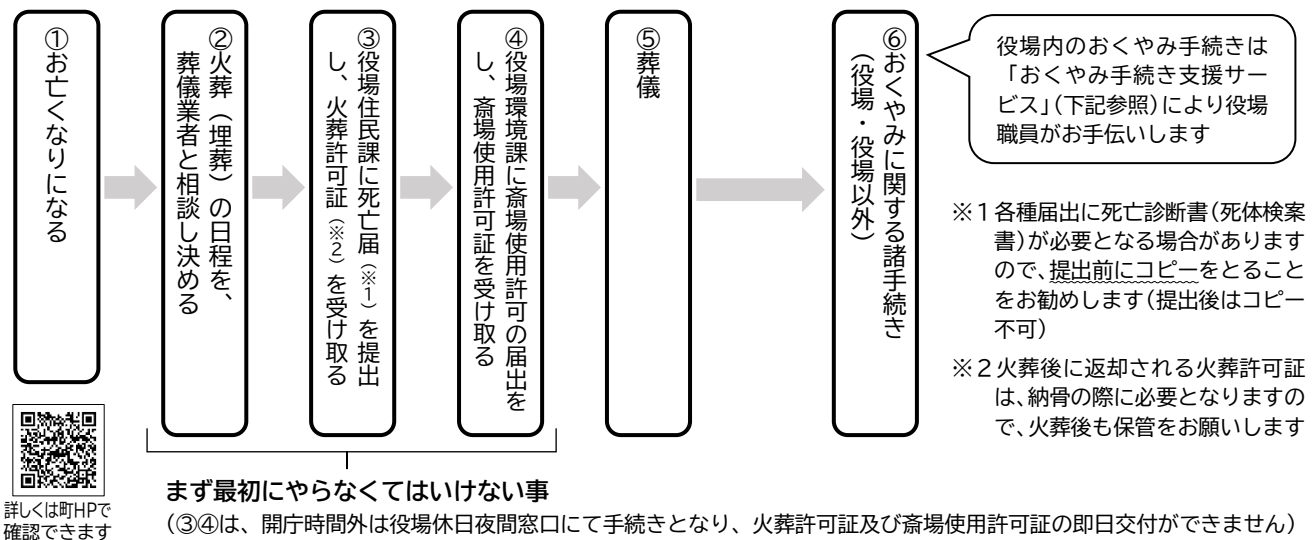 ①お亡くなりになる
②火葬（埋葬）の日程を、
葬儀業者と相談し決める
③役場住民課に死亡届（※1）を提出
し、火葬許可証（※2）を受け取る
④役場環境課に斎場使用許可の届出を
し、斎場使用許可証を受け取る
⑤葬儀
⑥おくやみに関する諸手続き
（役場・役場以外）
役場内のおくやみ手続きは
「おくやみ手続き支援サー
ビス」（下記参照）により役場
職員がお手伝いします
※１各種届出に死亡診断書（死体検案
書）が必要となる場合があります
ので、提出前にコピーをとること
をお勧めします（提出後はコピー
不可）
※２火葬後に返却される火葬許可証
は、納骨の際に必要となりますの
で、火葬後も保管をお願いします
詳しくは町HPで
確認できます
まず最初にやらなくてはいけない事
（③④は、開庁時間外は役場休日夜間窓口にて手続きとなり、火葬許可証及び斎場使用許可証の即日交付ができません）